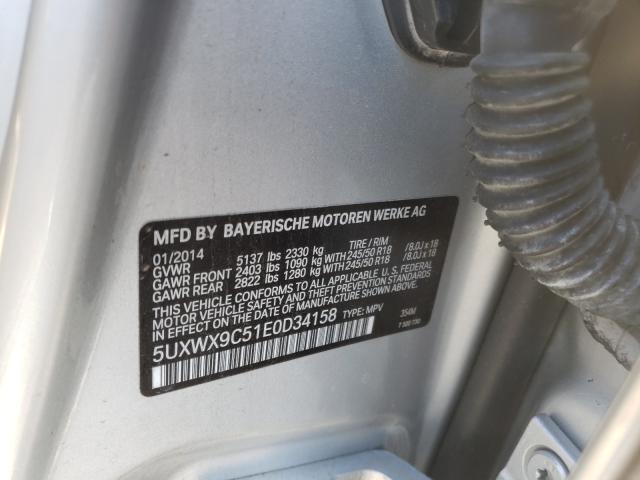 MFD BY BAYERISCHE MOTOREN WERKE AG
01/2014 TIRE / RIM
GVWR 5137 lbs 2330 kg
GAWR FRONT 2403 lbs 1090 kg WITH 245/50 R18 / 8.0J x 18
GAWR REAR 2822 lbs 1280 kg WITH 245/50 R18 / 8.0J x 18
THIS VEHICLE CONFORMS TO ALL APPLICABLE U.S. FEDERAL
MOTOR VEHICLE SAFETY, BUMPER, AND THEFT PREVENTION STANDARDS
IN EFFECT ON THE DATE OF MANUFACTURE SHOWN ABOVE.
5UXWX9C51E0D34158 TYPE: MPV 354M